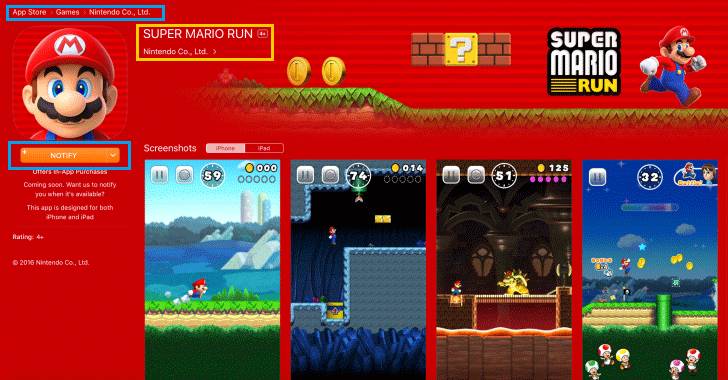 App Store > Games > Nintendo Co., Ltd.
SUPER MARIO RUN 4+
Nintendo Co., Ltd. >
?
SUPER
MARIO
RUN
M
+ NOTIFY
Offers In-App Purchases
Coming soon. Want us to notify
you when it's available?
This app is designed for both
iPhone and iPad
Rating: 4+
© 2016 Nintendo Co., Ltd.
Screenshots iPhone iPad
59 000
74 014
51 125
32